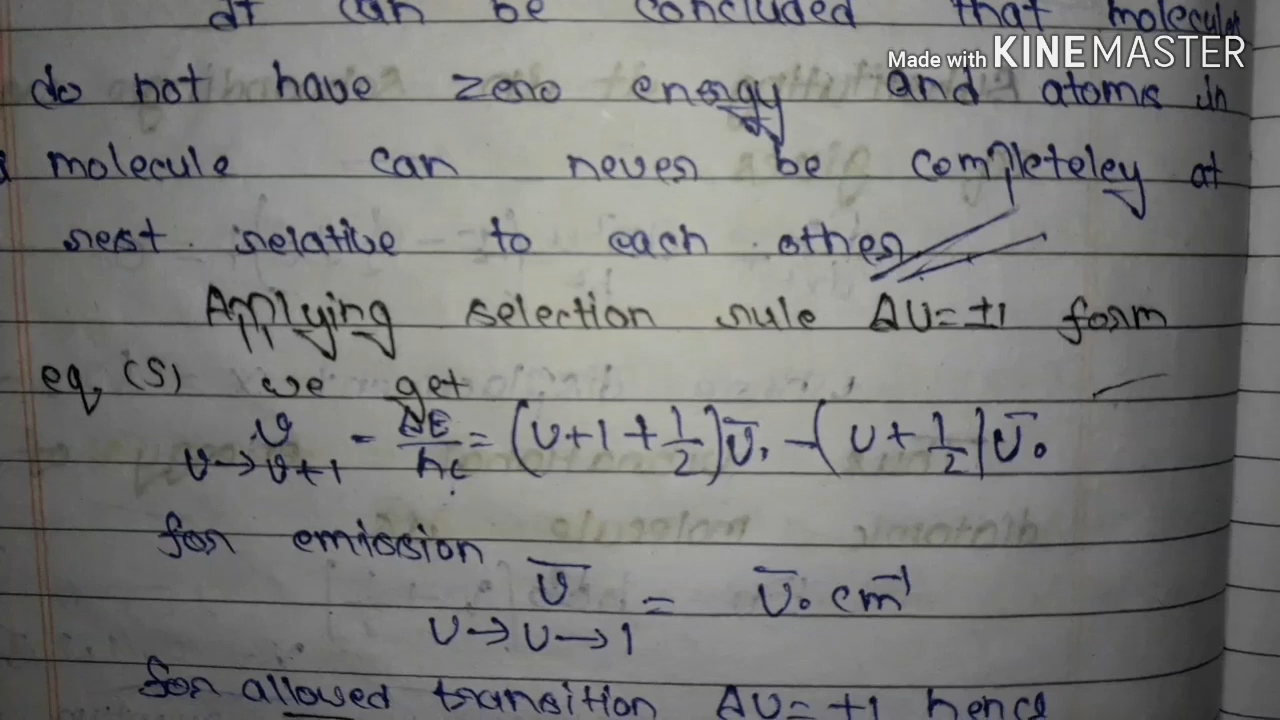 It can be concluded that molecules
Made with KINEMASTER
do not have zero energy and atoms in
a molecule can never be completeley at
rest relative to each other
Applying selection rule ΔU=±1 form
eq. (5) we get
ῡ U→U+1 = ΔE/hc = (U+1+1/2)ῡ. -(U+1/2)ῡ₀
for emission
ῡ U→U→1 = ῡ₀ cm⁻¹
for allowed transition ΔU=±1 hence